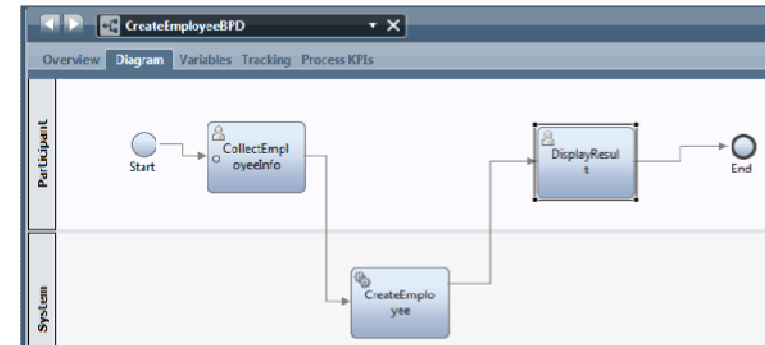 CreateEmployeeBPD
Overview Diagram Variables Tracking Process KPIs
Participant
Start
CollectEmpl
oyeeInfo
DisplayResul
t
End
System
CreateEmplo
yee